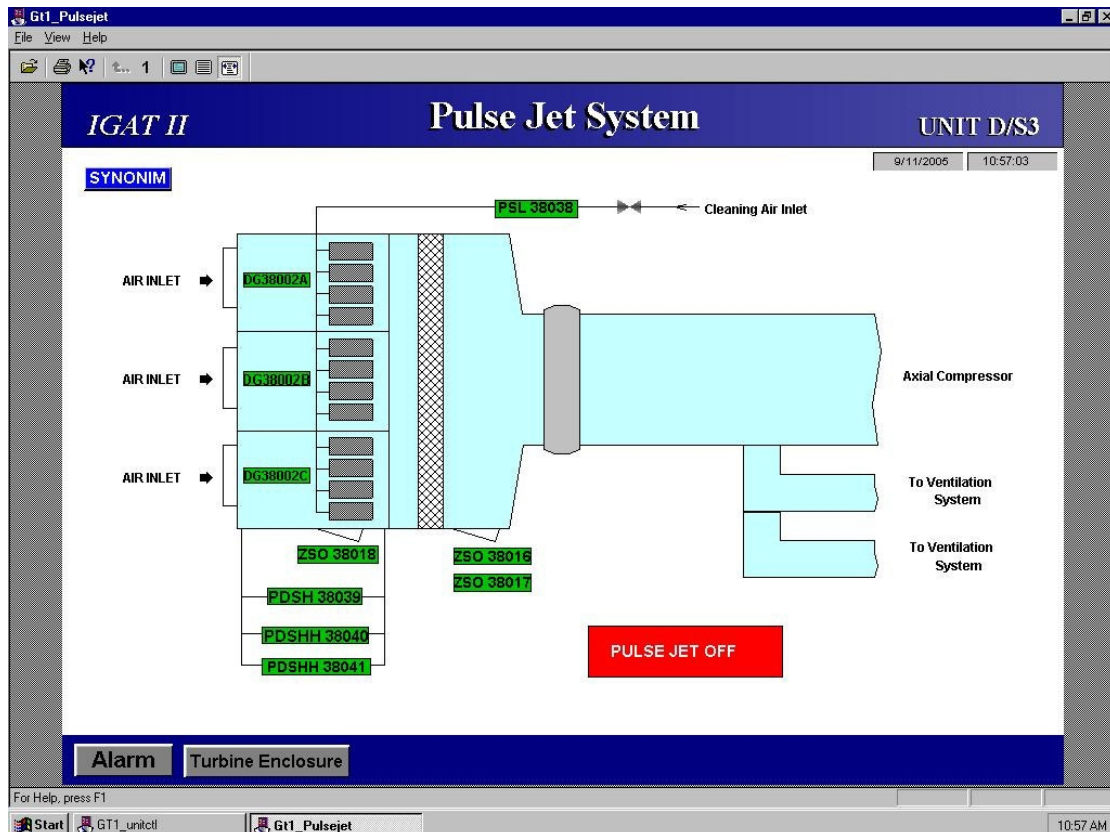 Gt1_Pulsejet
File View Help
1
IGAT II
Pulse Jet System
UNIT D/S3
9/11/2005 10:57:03
SYNONIM
PSL 38038
Cleaning Air Inlet
AIR INLET
DG38002A
AIR INLET
DG38002B
Axial Compressor
AIR INLET
DG38002C
To Ventilation
System
To Ventilation
System
ZSO 38018
ZSO 38016
ZSO 38017
PDSH 38039
PDSHH 38040
PDSHH 38041
PULSE JET OFF
Alarm
Turbine Enclosure
For Help, press F1
Start
GT1_unitctl
Gt1_Pulsejet
10:57 AM